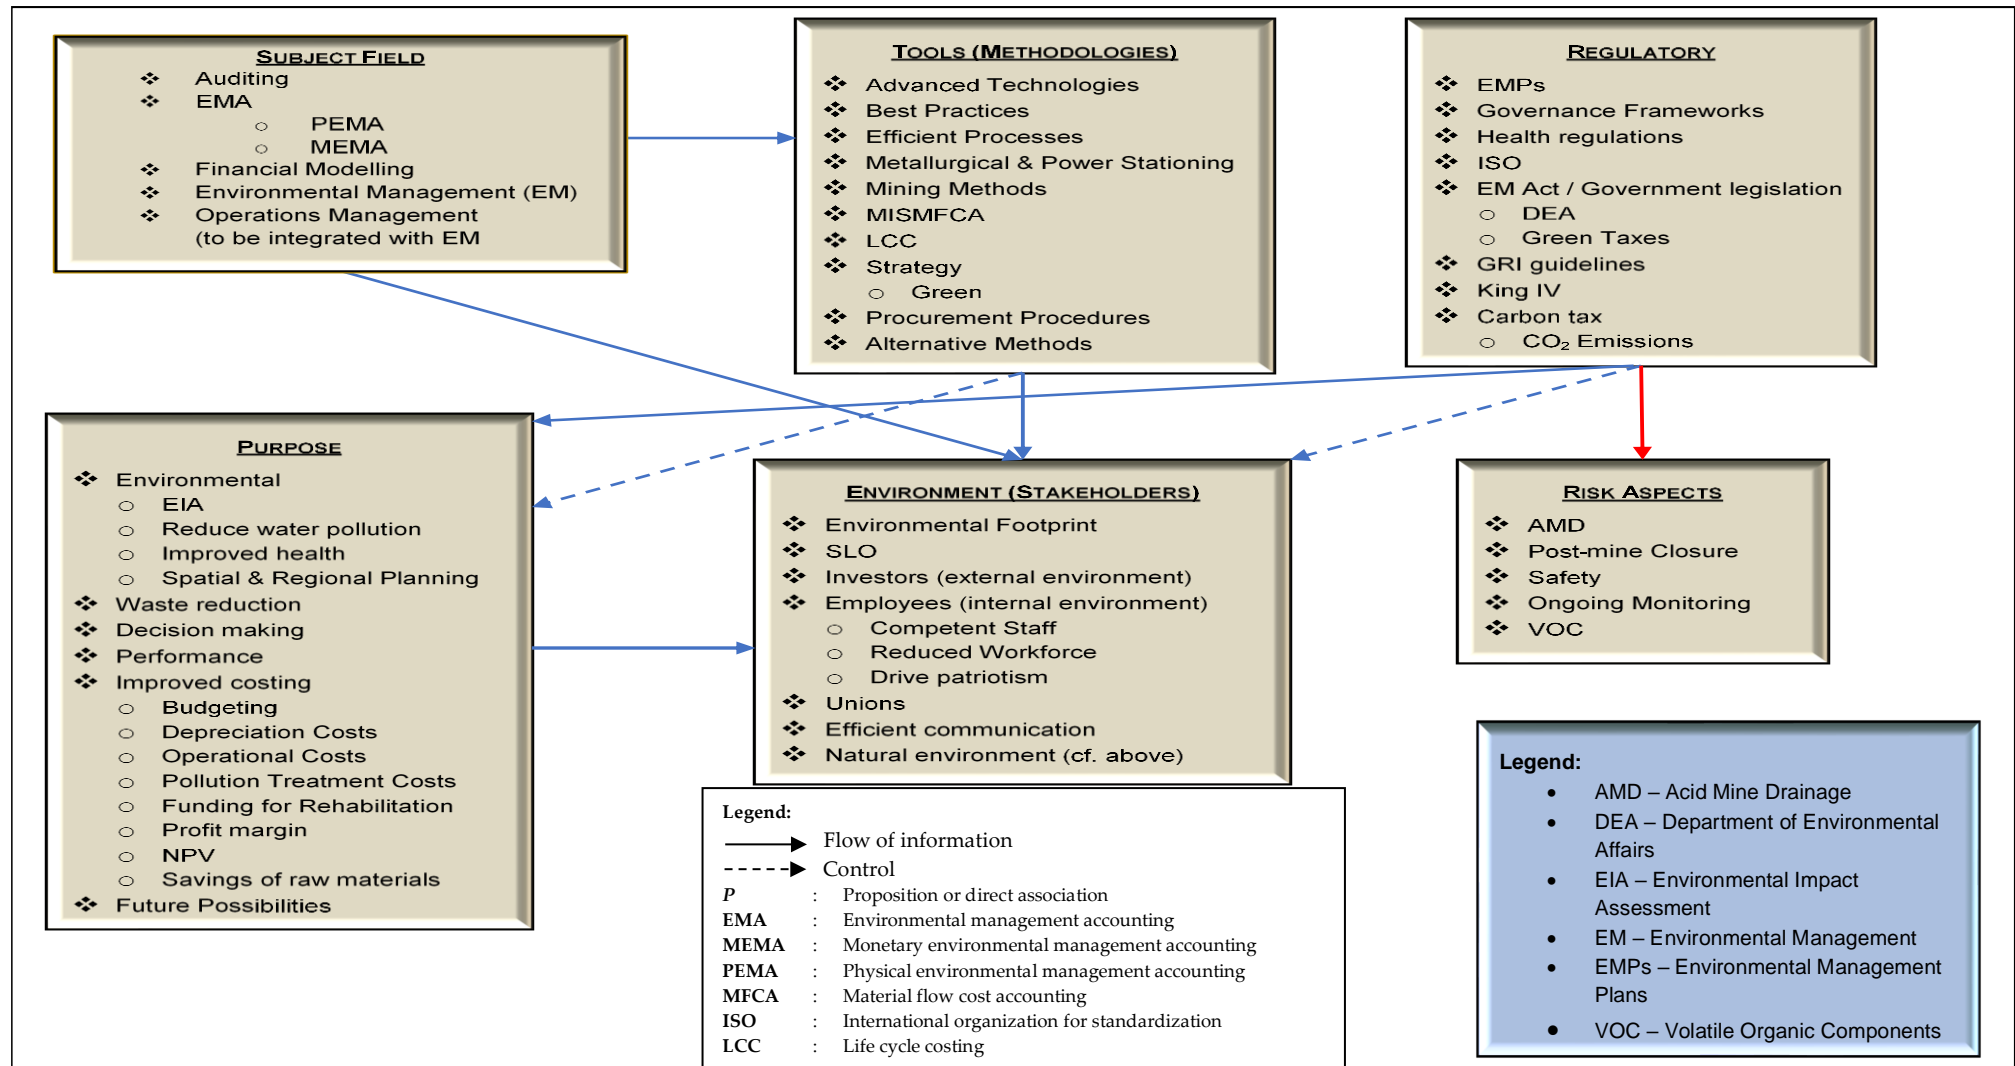 SUBJECT FIELD
❖ Auditing
❖ EMA
○ PEMA
○ MEMA
❖ Financial Modelling
❖ Environmental Management (EM)
❖ Operations Management
(to be integrated with EM
TOOLS (METHODOLOGIES)
❖ Advanced Technologies
❖ Best Practices
❖ Efficient Processes
❖ Metallurgical & Power Stationing
❖ Mining Methods
❖ MISMFCA
❖ LCC
❖ Strategy
○ Green
❖ Procurement Procedures
❖ Alternative Methods
REGULATORY
❖ EMPs
❖ Governance Frameworks
❖ Health regulations
❖ ISO
❖ EM Act / Government legislation
○ DEA
○ Green Taxes
❖ GRI guidelines
❖ King IV
❖ Carbon tax
○ CO₂ Emissions
PURPOSE
❖ Environmental
○ EIA
○ Reduce water pollution
○ Improved health
○ Spatial & Regional Planning
❖ Waste reduction
❖ Decision making
❖ Performance
❖ Improved costing
○ Budgeting
○ Depreciation Costs
○ Operational Costs
○ Pollution Treatment Costs
○ Funding for Rehabilitation
○ Profit margin
○ NPV
○ Savings of raw materials
❖ Future Possibilities
ENVIRONMENT (STAKEHOLDERS)
❖ Environmental Footprint
❖ SLO
❖ Investors (external environment)
❖ Employees (internal environment)
○ Competent Staff
○ Reduced Workforce
○ Drive patriotism
❖ Unions
❖ Efficient communication
❖ Natural environment (cf. above)
RISK ASPECTS
❖ AMD
❖ Post-mine Closure
❖ Safety
❖ Ongoing Monitoring
❖ VOC
Legend:
Flow of information
Control
P : Proposition or direct association
EMA : Environmental management accounting
MEMA : Monetary environmental management accounting
PEMA : Physical environmental management accounting
MFCA : Material flow cost accounting
ISO : International organization for standardization
LCC : Life cycle costing
Legend:
• AMD – Acid Mine Drainage
• DEA – Department of Environmental
Affairs
• EIA – Environmental Impact
Assessment
• EM – Environmental Management
• EMPs – Environmental Management
Plans
• VOC – Volatile Organic Components